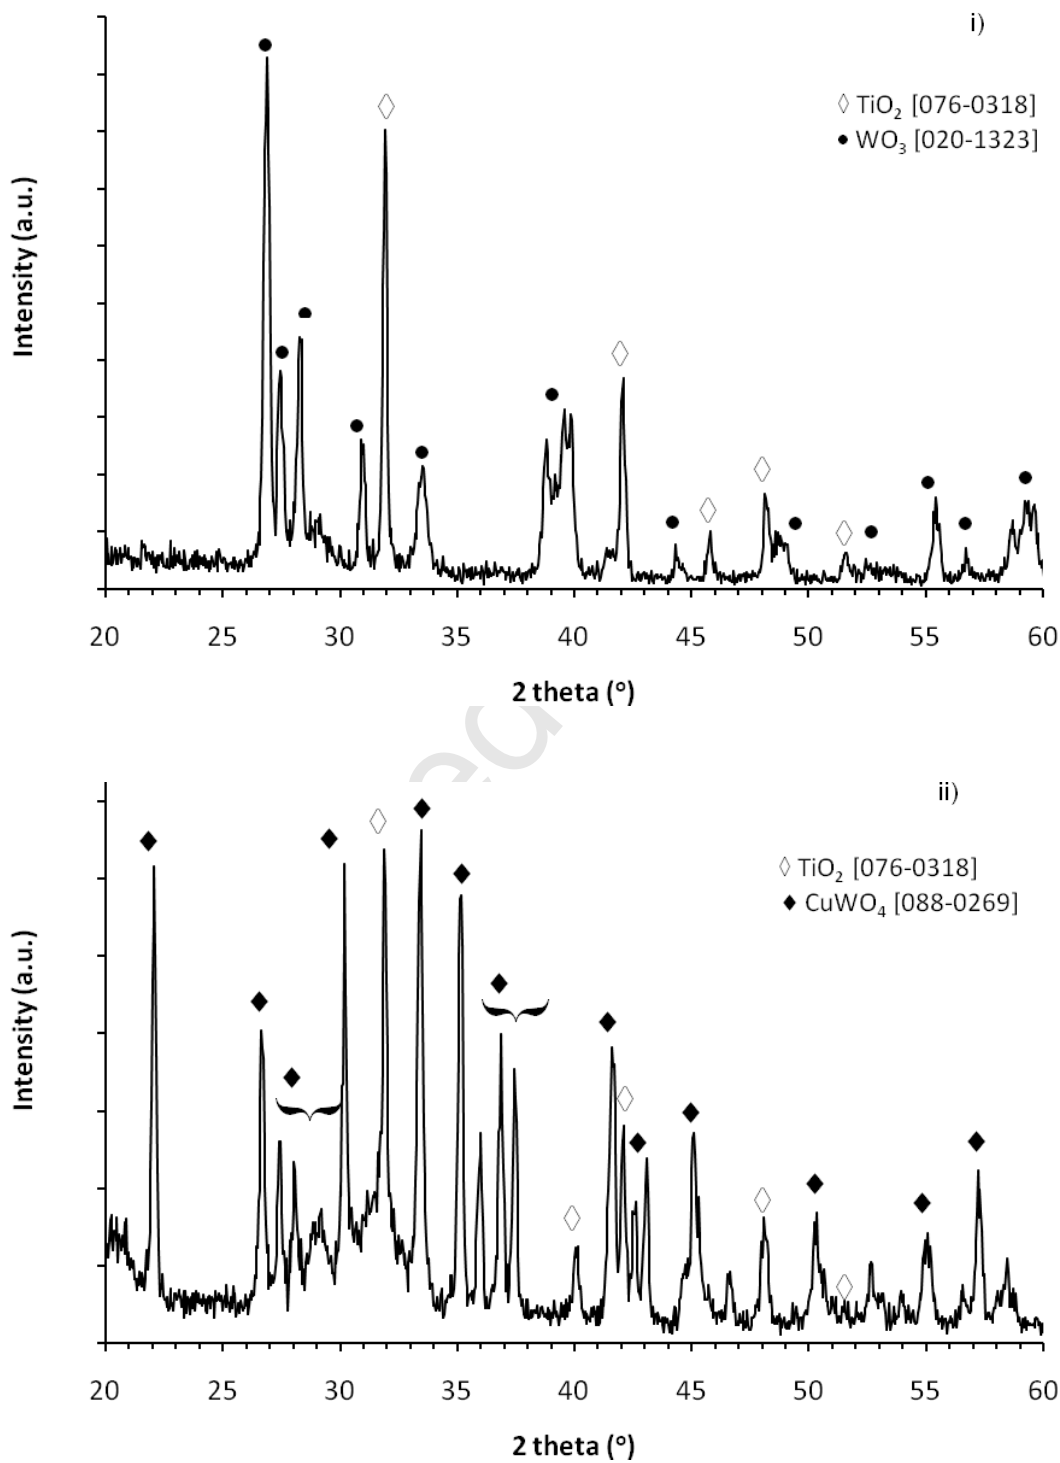 i)
◊ TiO₂ [076-0318]
● WO₃ [020-1323]
Intensity (a.u.)
20 25 30 35 40 45 50 55 60
2 theta (°)
ii)
◊ TiO₂ [076-0318]
◆ CuWO₄ [088-0269]
Intensity (a.u.)
20 25 30 35 40 45 50 55 60
2 theta (°)